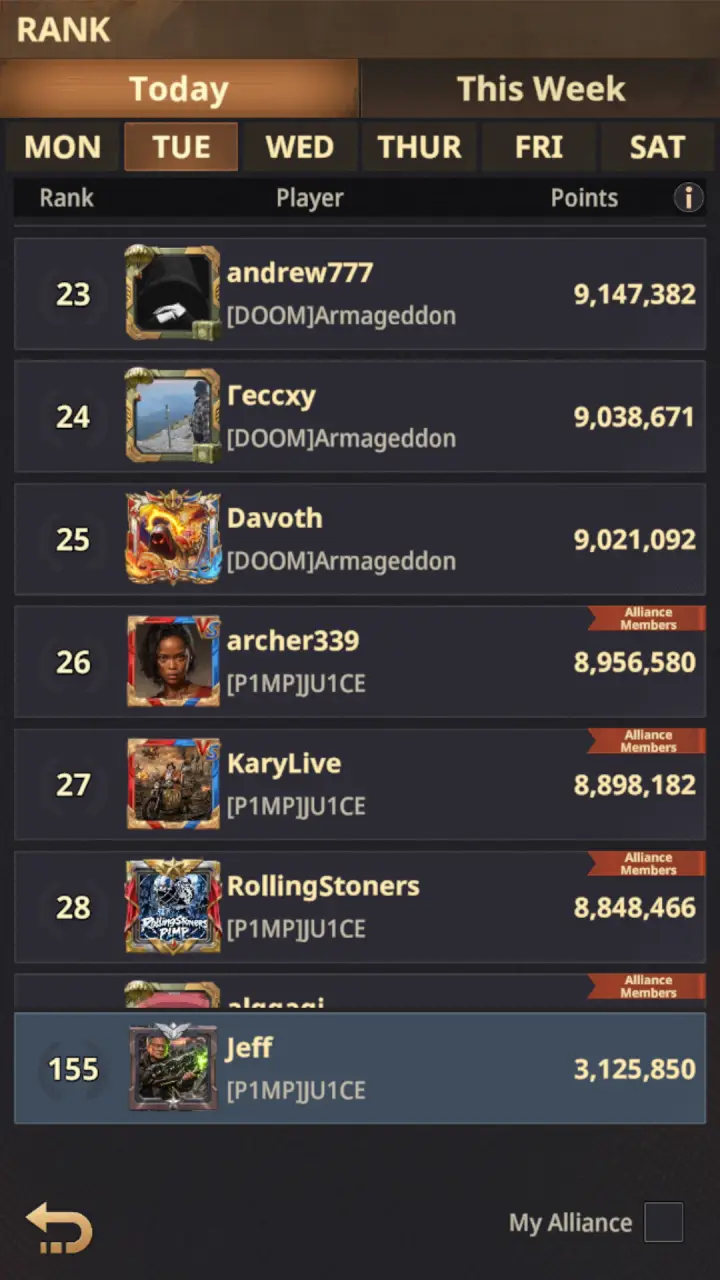 RANK
Today
This Week
MON
TUE
WED
THUR
FRI
SAT
Rank
Player
Points
23
andrew777
[DOOM]Armageddon
9,147,382
24
Гессху
[DOOM]Armageddon
9,038,671
25
Davoth
[DOOM]Armageddon
9,021,092
26
archer339
[P1MP]JU1CE
Alliance
Members
8,956,580
27
KaryLive
[P1MP]JU1CE
Alliance
Members
8,898,182
28
RollingStoners
PIMP
RollingStoners
[P1MP]JU1CE
Alliance
Members
8,848,466
Alliance
Members
155
Jeff
[P1MP]JU1CE
3,125,850
My Alliance